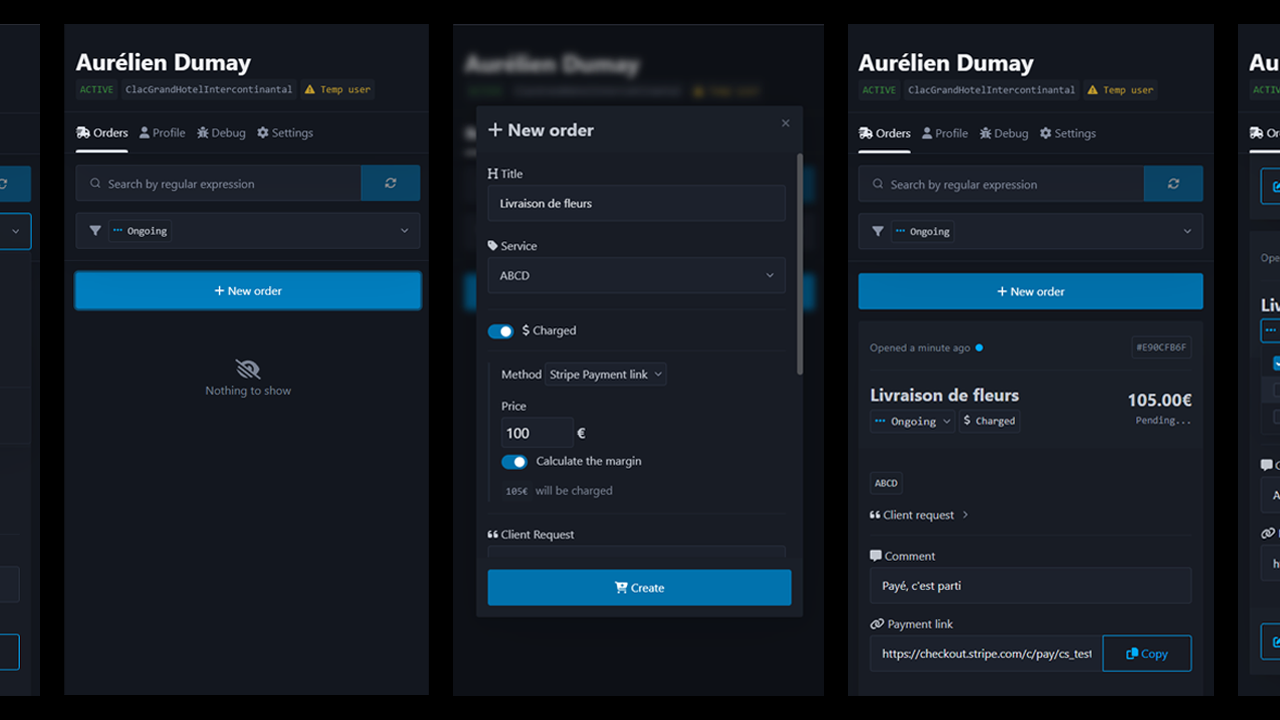 Aurélien Dumay
ACTIVE ClacGrandHotelIntercontinantal Temp user
Orders Profile Debug Settings
Search by regular expression
Ongoing
+ New order
Nothing to show
Aurélien Dumay
+ New order
×
Title
Livraison de fleurs
Service
ABCD
$ Charged
Method Stripe Payment link
Price
100 €
Calculate the margin
105€ will be charged
Client Request
Create
Aurélien Dumay
ACTIVE ClacGrandHotelIntercontinantal Temp user
Orders Profile Debug Settings
Search by regular expression
Ongoing
+ New order
Opened a minute ago #E90CFB6F
Livraison de fleurs 105.00€
Ongoing $ Charged Pending...
ABCD
Client request
Comment
Payé, c'est parti
Payment link
https://checkout.stripe.com/c/pay/cs_test Copy
Au
ACTIV
Or
Ope
Liv